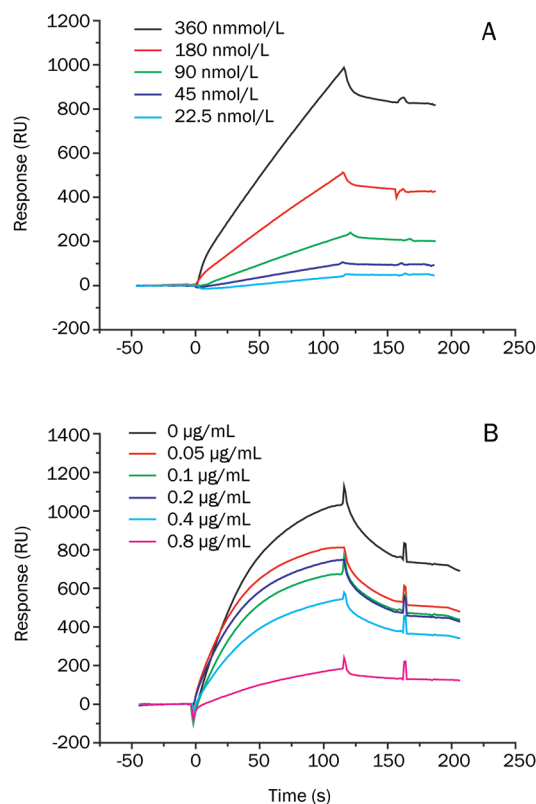 A
360 nmmol/L
180 nmol/L
90 nmol/L
45 nmol/L
22.5 nmol/L
1200
1000
800
600
400
200
0
-200
Response (RU)
-50 0 50 100 150 200 250
B
0 µg/mL
0.05 µg/mL
0.1 µg/mL
0.2 µg/mL
0.4 µg/mL
0.8 µg/mL
1400
1200
1000
800
600
400
200
0
-200
Response (RU)
-50 0 50 100 150 200 250
Time (s)